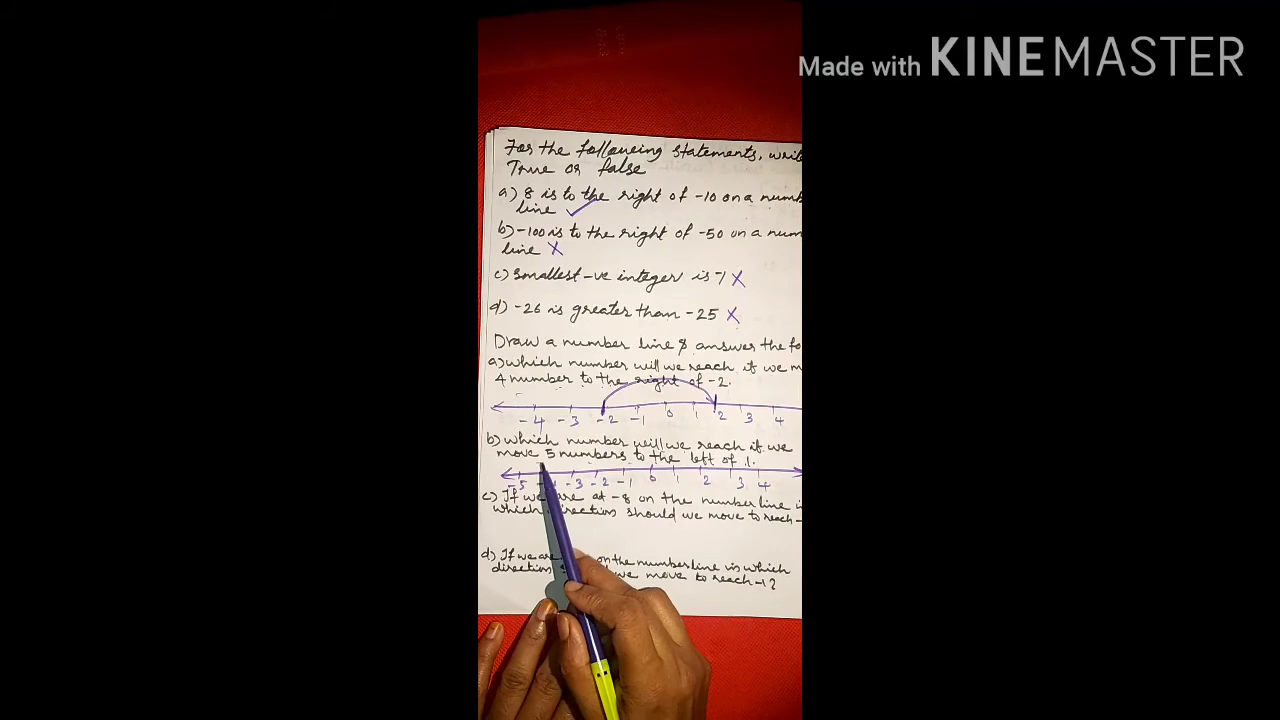 Made with KINEMASTER
For the following statements, write
True or false
a) 8 is to the right of -10 on a numb
line ✓
b) -100 is to the right of -50 on a num
line X
c) smallest -ve integer is -1 X
d) -26 is greater than -25 X
Draw a number line & answer the fo
a) which number will we reach if we m
4 number to the right of -2.
-4 -3 -2 -1 0 1 2 3 4
b) which number will we reach if we
move 5 numbers to the left of 1.
-5 -3 -2 -1 0 1 2 3 4
c) If we are at -8 on the number line i
which direction should we move to reach -
d) If we are on the number line in which
direction we move to reach -1?